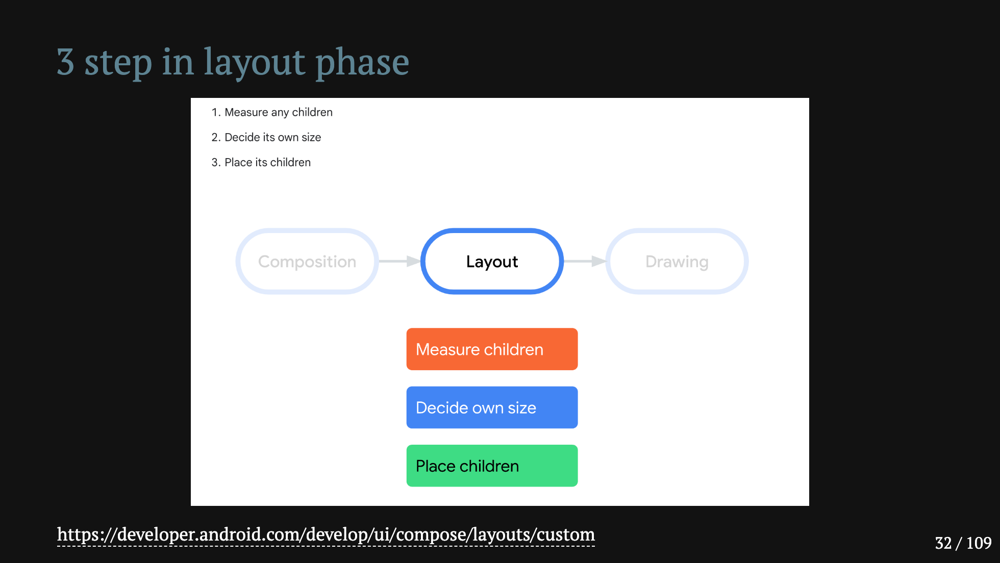 3 step in layout phase
1. Measure any children
2. Decide its own size
3. Place its children
Composition
Layout
Drawing
Measure children
Decide own size
Place children
https://developer.android.com/develop/ui/compose/layouts/custom
32 / 109